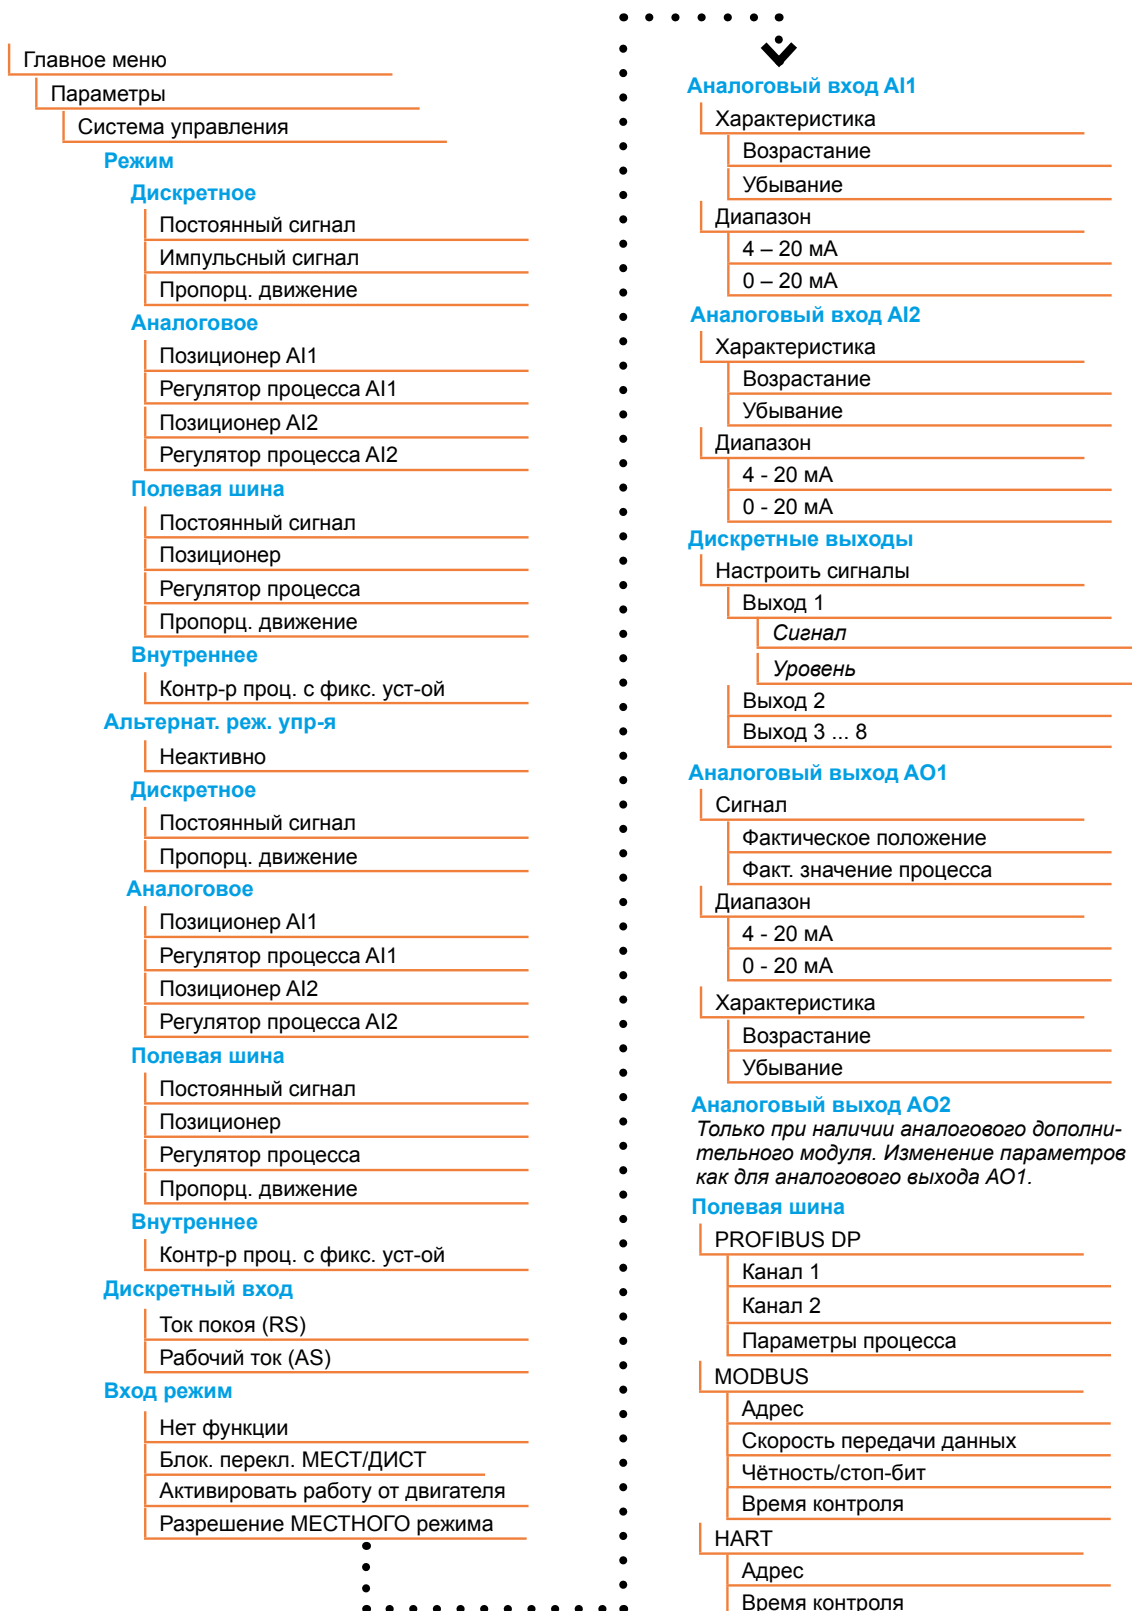 Главное меню
Параметры
Система управления
Режим
Дискретное
Постоянный сигнал
Импульсный сигнал
Пропорц. движение
Аналоговое
Позиционер AI1
Регулятор процесса AI1
Позиционер AI2
Регулятор процесса AI2
Полевая шина
Постоянный сигнал
Позиционер
Регулятор процесса
Пропорц. движение
Внутреннее
Контр-р проц. с фикс. уст-ой
Альтернат. реж. упр-я
Неактивно
Дискретное
Постоянный сигнал
Пропорц. движение
Аналоговое
Позиционер AI1
Регулятор процесса AI1
Позиционер AI2
Регулятор процесса AI2
Полевая шина
Постоянный сигнал
Позиционер
Регулятор процесса
Пропорц. движение
Внутреннее
Контр-р проц. с фикс. уст-ой
Дискретный вход
Ток покоя (RS)
Рабочий ток (AS)
Вход режим
Нет функции
Блок. перекл. МЕСТ/ДИСТ
Активировать работу от двигателя
Разрешение МЕСТНОГО режима
Аналоговый вход AI1
Характеристика
Возрастание
Убывание
Диапазон
4 – 20 мА
0 – 20 мА
Аналоговый вход AI2
Характеристика
Возрастание
Убывание
Диапазон
4 - 20 мА
0 - 20 мА
Дискретные выходы
Настроить сигналы
Выход 1
Сигнал
Уровень
Выход 2
Выход 3 ... 8
Аналоговый выход AO1
Сигнал
Фактическое положение
Факт. значение процесса
Диапазон
4 - 20 мА
0 - 20 мА
Характеристика
Возрастание
Убывание
Аналоговый выход AO2
Только при наличии аналогового дополни-
тельного модуля. Изменение параметров
как для аналогового выхода AO1.
Полевая шина
PROFIBUS DP
Канал 1
Канал 2
Параметры процесса
MODBUS
Адрес
Скорость передачи данных
Чётность/стоп-бит
Время контроля
HART
Адрес
Время контроля